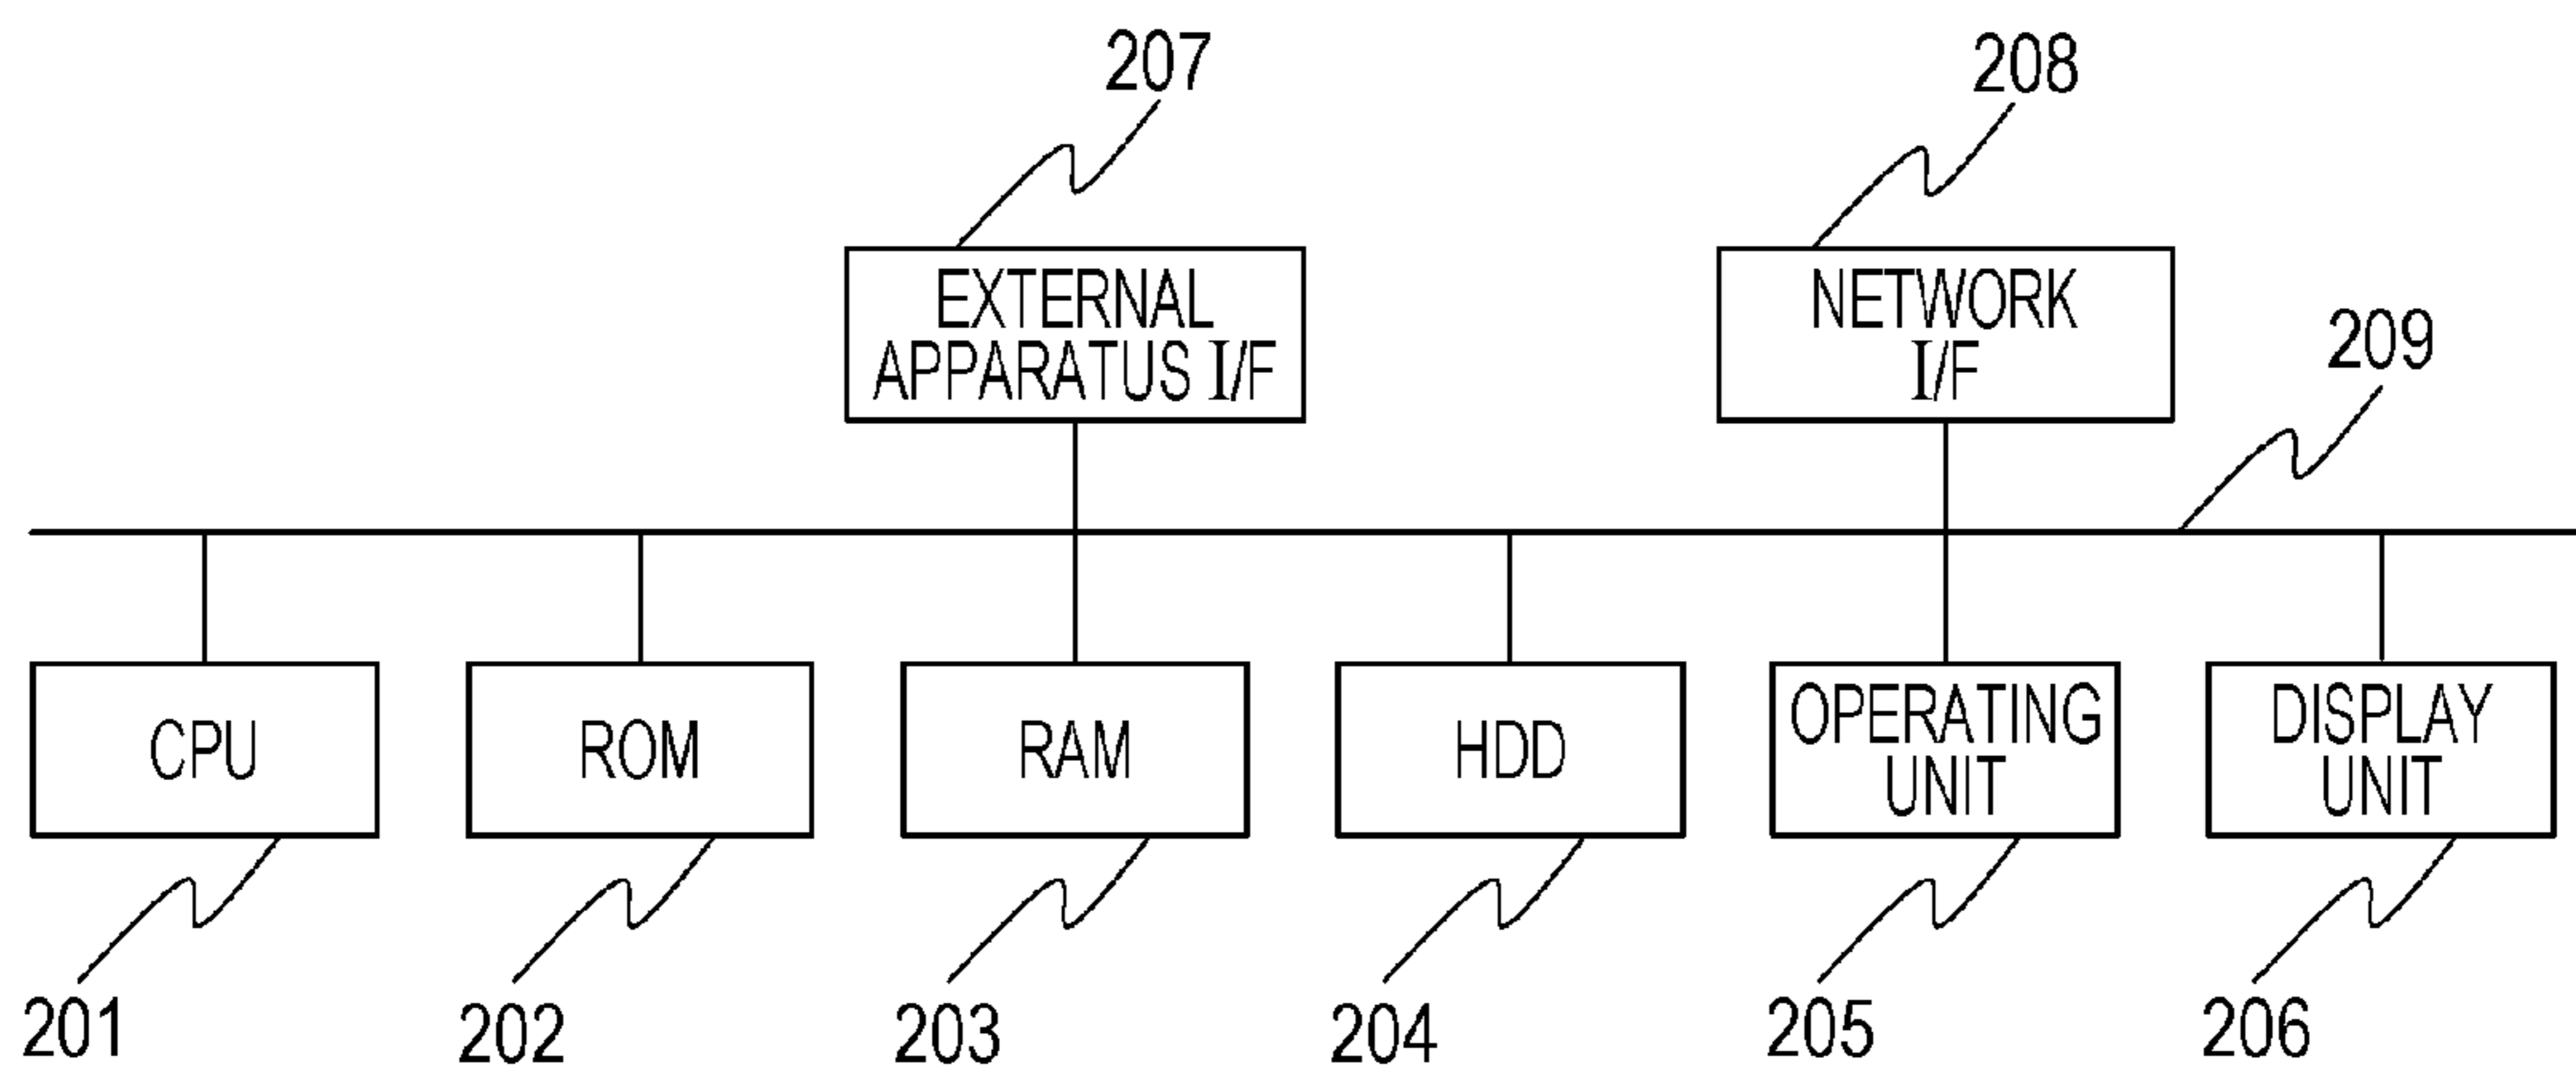 207
208
EXTERNAL
APPARATUS I/F
NETWORK
I/F
209
CPU
ROM
RAM
HDD
OPERATING
UNIT
DISPLAY
UNIT
201
202
203
204
205
206